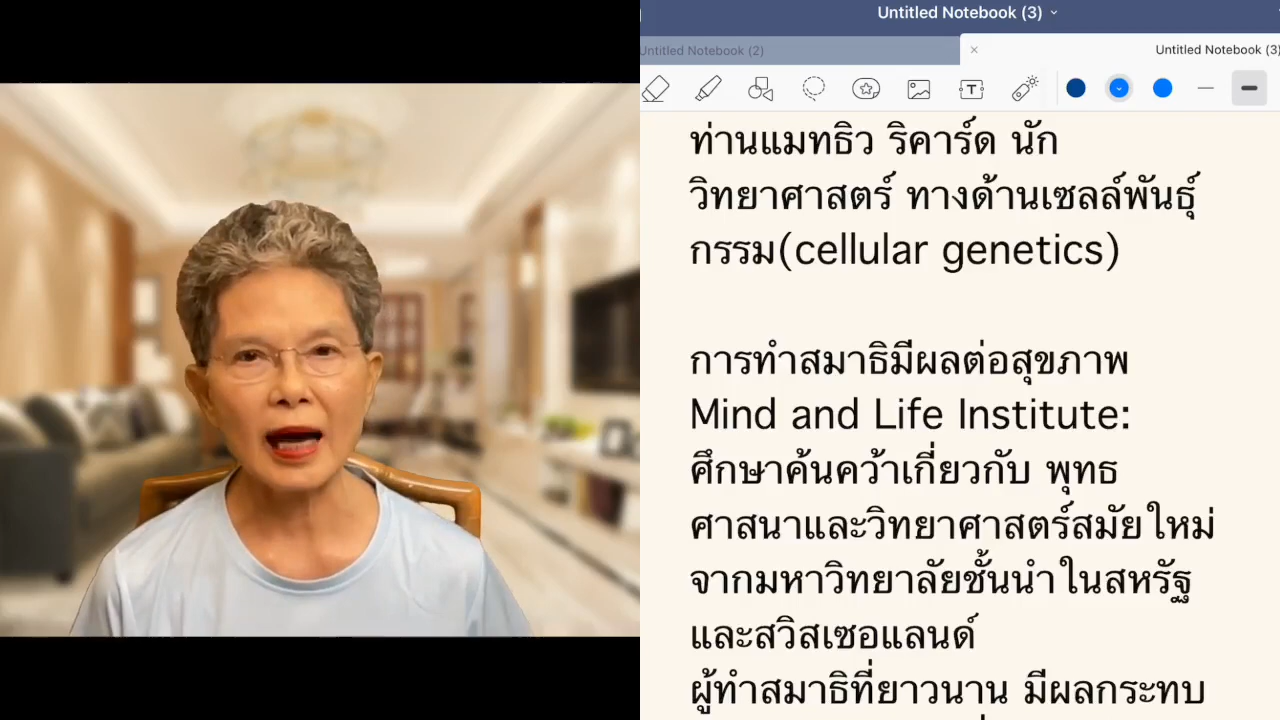 Untitled Notebook (3)
Untitled Notebook (2)
Untitled Notebook (3)
ท่านแมทธิว ริคาร์ด นัก
วิทยาศาสตร์ ทางด้านเซลล์พันธุ์
กรรม(cellular genetics)
การทำสมาธิมีผลต่อสุขภาพ
Mind and Life Institute:
ศึกษาค้นคว้าเกี่ยวกับ พุทธ
ศาสนาและวิทยาศาสตร์สมัยใหม่
จากมหาวิทยาลัยชั้นนำในสหรัฐ
และสวิสเซอแลนด์
ผู้ทำสมาธิที่ยาวนาน มีผลกระทบ